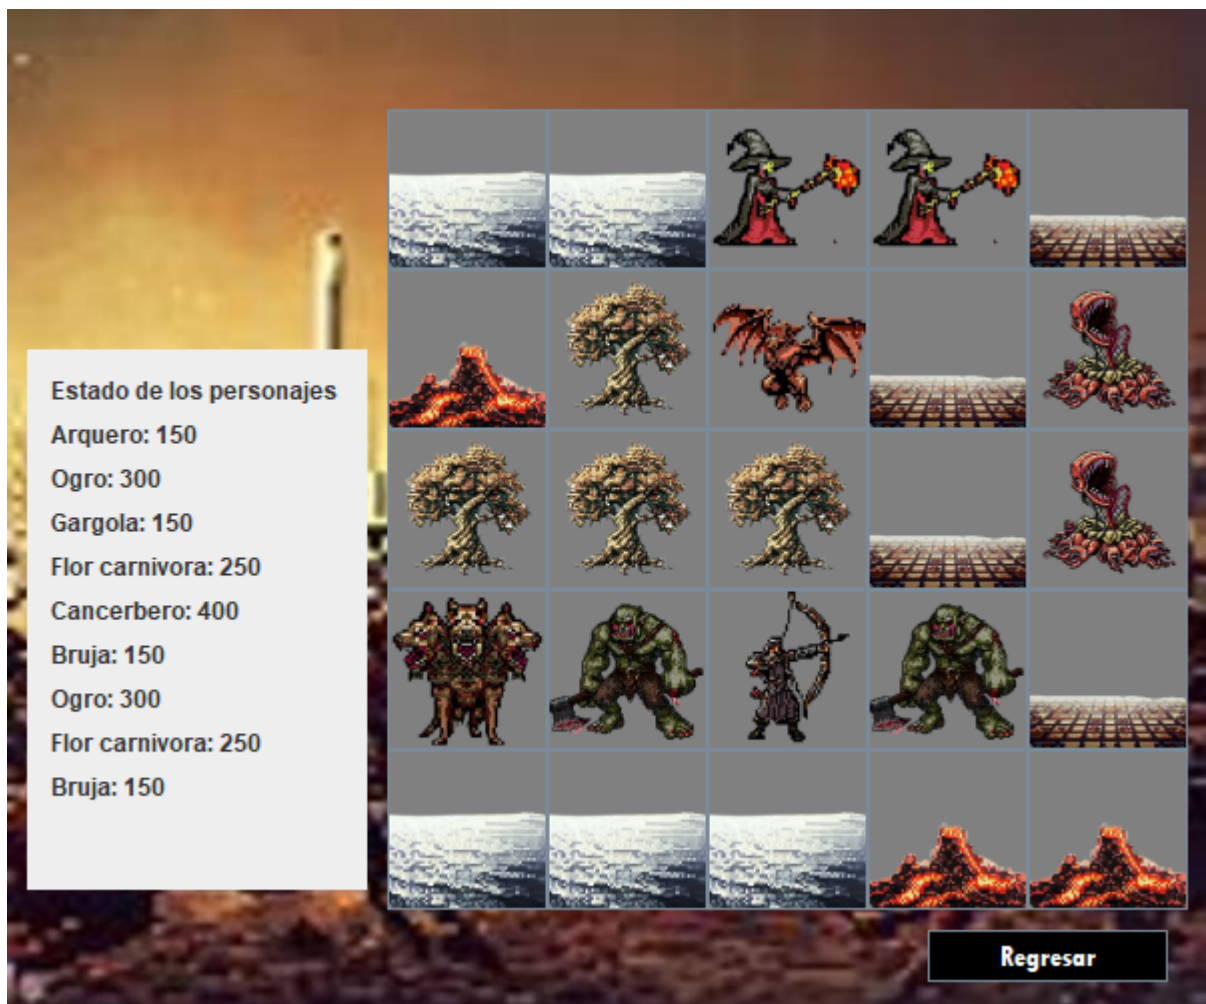 Estado de los personajes
Arquero: 150
Ogro: 300
Gargola: 150
Flor carnivora: 250
Cancerbero: 400
Bruja: 150
Ogro: 300
Flor carnivora: 250
Bruja: 150
Regresar